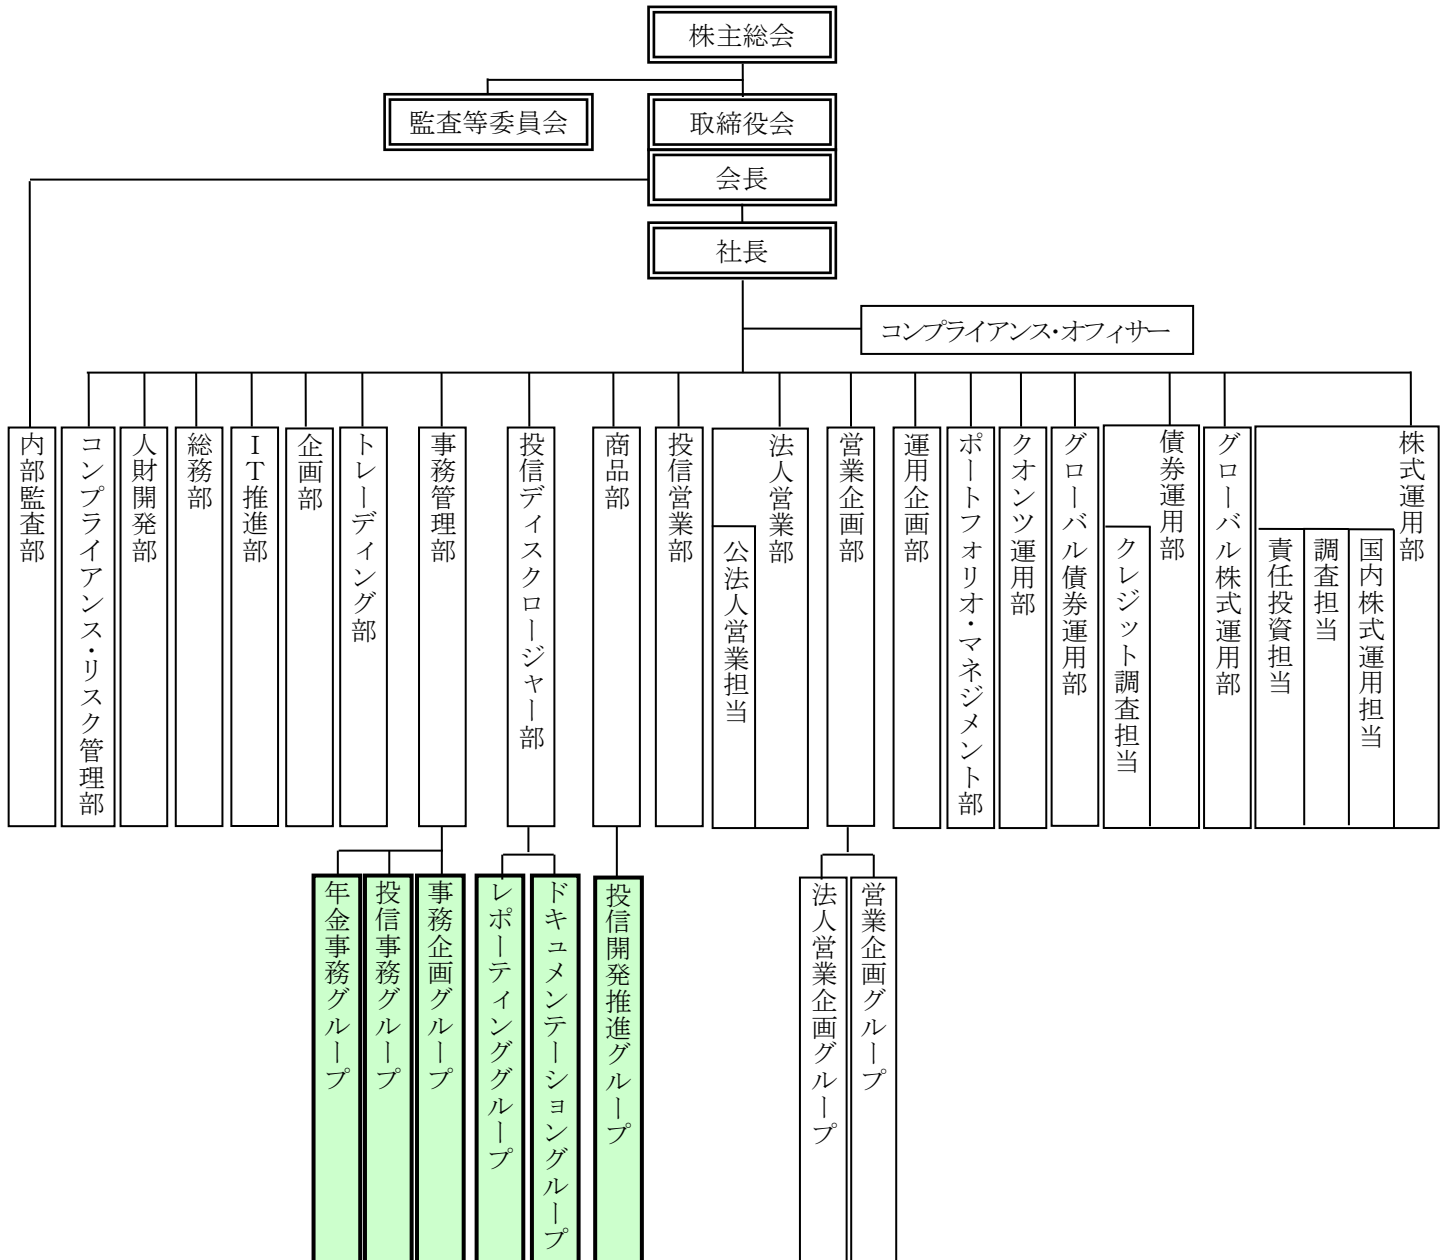 株主総会
監査等委員会
取締役会
会長
社長
コンプライアンス・オフィサー
内部監査部
コンプライアンス・リスク管理部
人財開発部
総務部
IT推進部
企画部
トレーディング部
事務管理部
投信ディスクロージャー部
商品部
投信営業部
公法人営業担当
法人営業部
営業企画部
運用企画部
ポートフォリオ・マネジメント部
クオンツ運用部
グローバル債券運用部
クレジット調査担当
債券運用部
グローバル株式運用部
責任投資担当
調査担当
国内株式運用担当
株式運用部
年金事務グループ
投信事務グループ
事務企画グループ
レポーティンググループ
ドキュメンテーショングループ
投信開発推進グループ
法人営業企画グループ
営業企画グループ